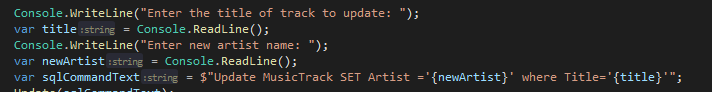 Console.WriteLine("Enter the title of track to update: ");
var title:string = Console.ReadLine();
Console.WriteLine("Enter new artist name: ");
var newArtist:string = Console.ReadLine();
var sqlCommandText:string = $"Update MusicTrack SET Artist ='{newArtist}' where Title='{title}'";
Update(sqlCommandText);